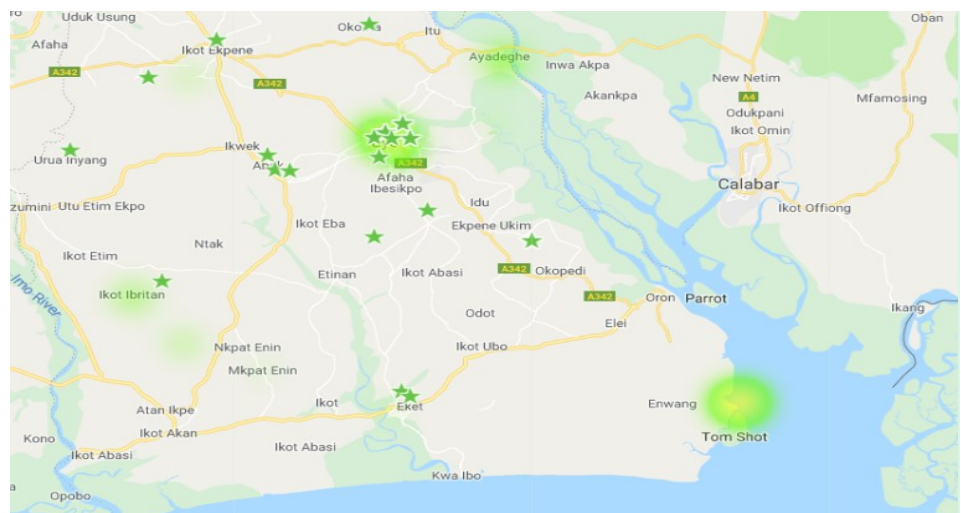 Uduk Usung
Itu
Oban
Afaha
Ikot Ekpene
Ayadeghe
Inwa Akpa
A342
A342
New Netim
Akankpa
A4
Mfamosing
Odukpani
Ikot Omin
Ikwek
Urua Inyang
A342
Afaha
Ibesikpo
Calabar
zumini
Utu Etim Ekpo
Idu
Ikot Offiong
Ikot Eba
Ekpene Ukim
Ntak
Ikot Etim
Etinan
Ikot Abasi
A342
Okopedi
Imo River
Ikot Ibritan
A342
Oron
Parrot
Ikang
Odot
Elei
Nkpat Enin
Ikot Ubo
Mkpat Enin
Ikot
Eket
Enwang
Atan Ikpe
Ikot Akan
Tom Shot
Kono
Ikot Abasi
Ikot Abasi
Kwa Ibo
Opobo